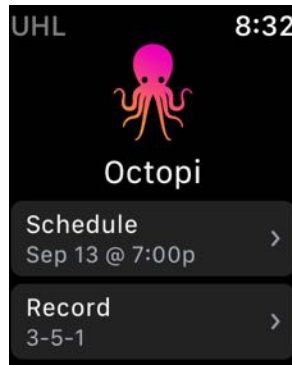 UHL 8:32
Octopi
Schedule
Sep 13 @ 7:00p
Record
3-5-1